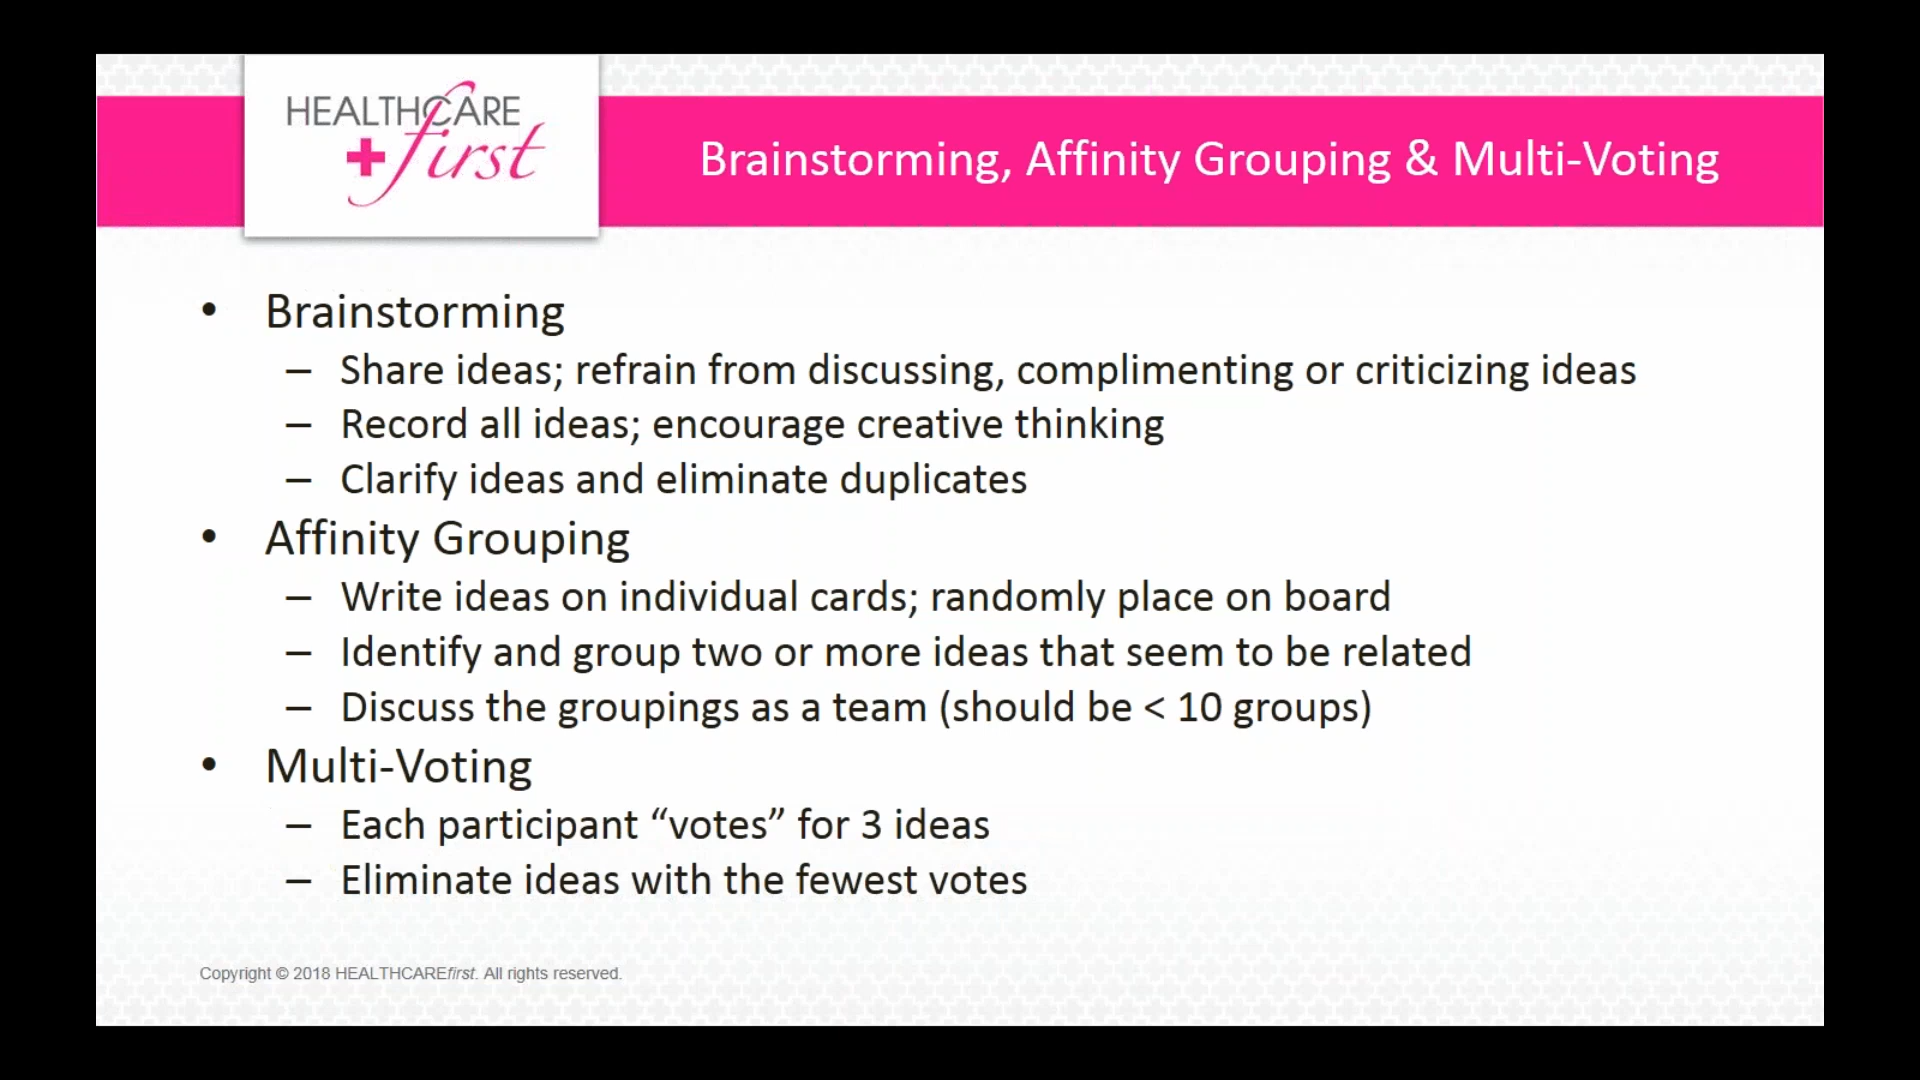 HEALTHCARE
first
Brainstorming, Affinity Grouping & Multi-Voting
• Brainstorming
– Share ideas; refrain from discussing, complimenting or criticizing ideas
– Record all ideas; encourage creative thinking
– Clarify ideas and eliminate duplicates
• Affinity Grouping
– Write ideas on individual cards; randomly place on board
– Identify and group two or more ideas that seem to be related
– Discuss the groupings as a team (should be < 10 groups)
• Multi-Voting
– Each participant “votes” for 3 ideas
– Eliminate ideas with the fewest votes
Copyright © 2018 HEALTHCAREfirst. All rights reserved.